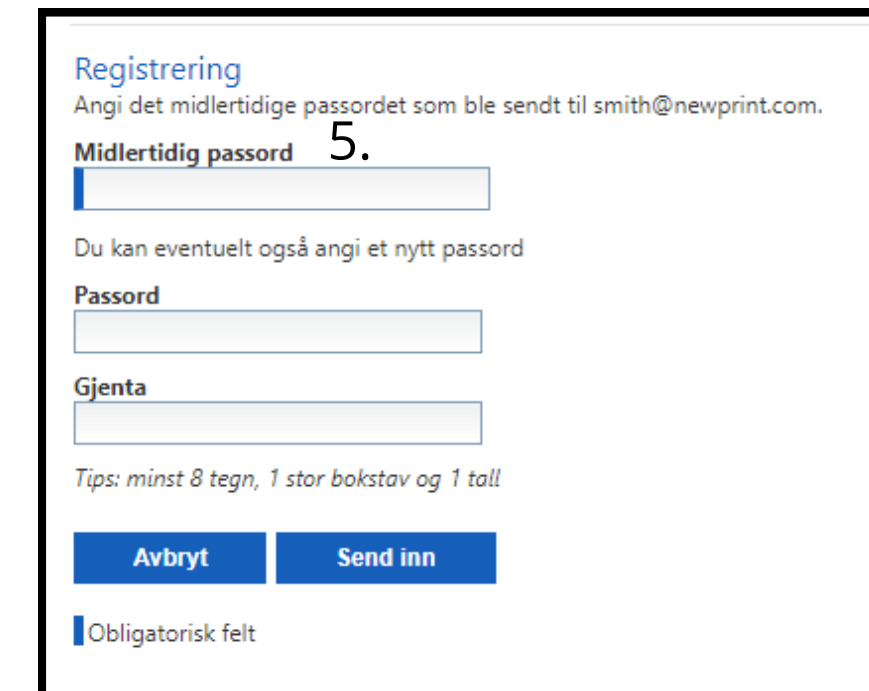 Registrering
Angi det midlertidige passordet som ble sendt til smith@newprint.com.
Midlertidig passord 5.
Du kan eventuelt også angi et nytt passord
Passord
Gjenta
Tips: minst 8 tegn, 1 stor bokstav og 1 tall
Avbryt Send inn
Obligatorisk felt